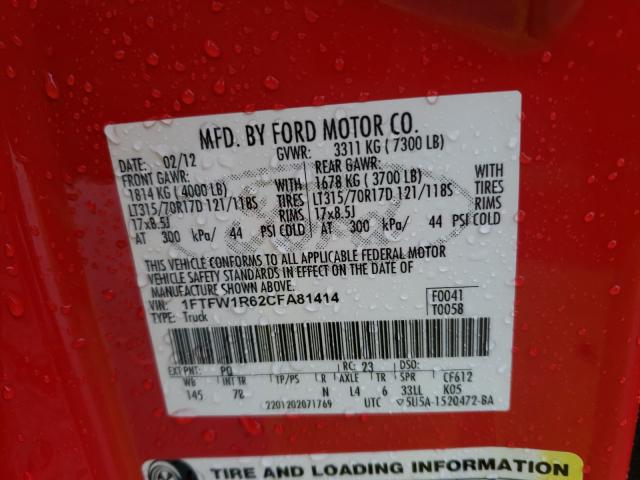 MFD. BY FORD MOTOR CO.
DATE: 02/12 GVWR: 3311 KG ( 7300 LB)
FRONT GAWR: REAR GAWR:
1814 KG ( 4000 LB) WITH 1678 KG ( 3700 LB) WITH
LT315/70R17D 121/118S TIRES LT315/70R17D 121/118S TIRES
17x8.5J RIMS 17x8.5J RIMS
AT 300 kPa/ 44 PSI COLD AT 300 kPa/ 44 PSI COLD
THIS VEHICLE CONFORMS TO ALL APPLICABLE FEDERAL MOTOR
VEHICLE SAFETY STANDARDS IN EFFECT ON THE DATE OF
MANUFACTURE SHOWN ABOVE.
VIN: 1FTFW1R62CFA81414 F0041
TYPE: Truck T0058
EXT PNT: PQ RC: 23 DSO:
WB INT TR TP/PS R AXLE TR SPR CF612
145 7B N L4 6 33LL K05
2201202071769 UTC 5U5A-1520472-BA
TIRE AND LOADING INFORMATION